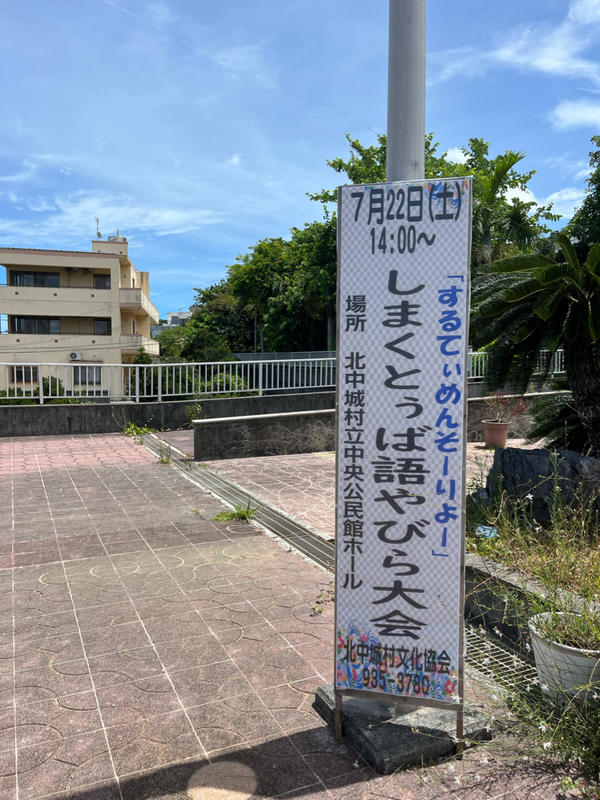 7月22日(土)
14:00～
「するてぃめんそーりよー」
しまくとぅば語やびら大会
場所 北中城村立中央公民館ホール
北中城村文化協会
935-3780